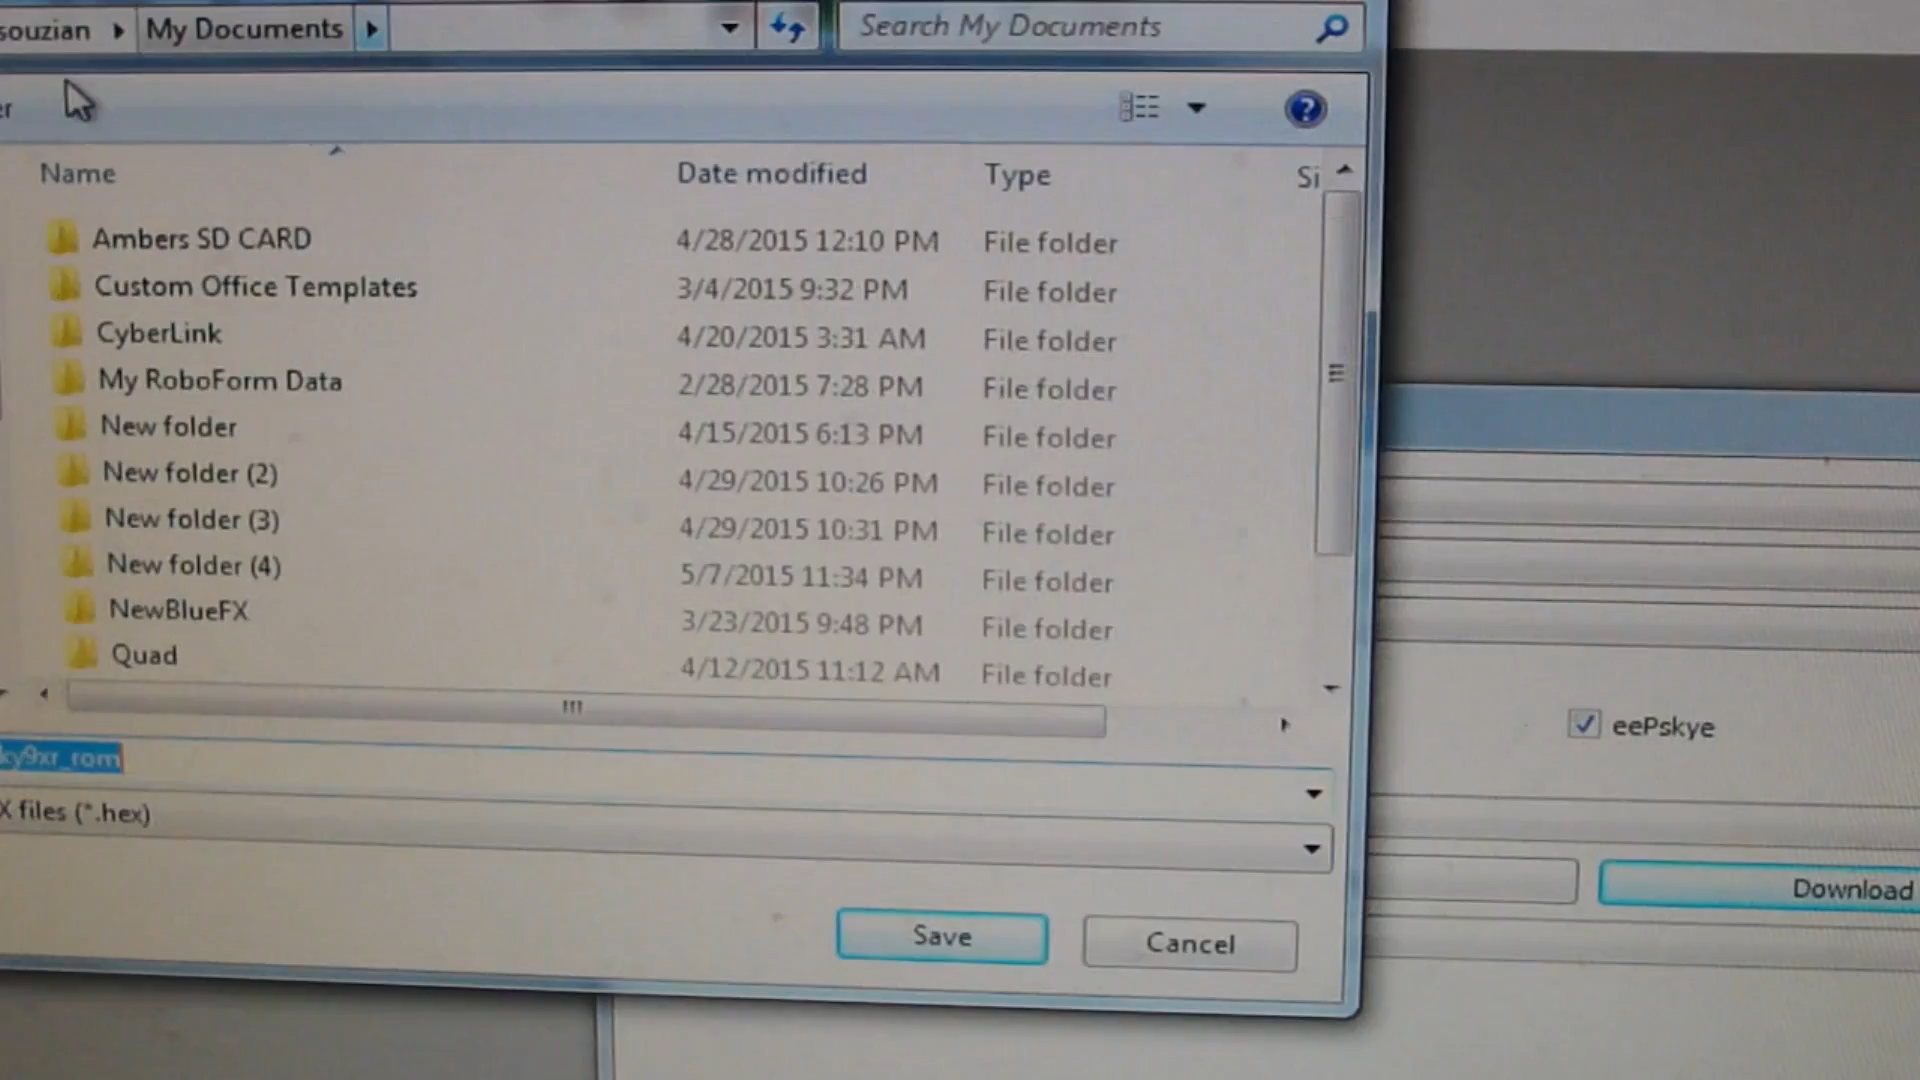 souzian ▸ My Documents ▸ Search My Documents
er
Name Date modified Type Si
Ambers SD CARD 4/28/2015 12:10 PM File folder
Custom Office Templates 3/4/2015 9:32 PM File folder
CyberLink 4/20/2015 3:31 AM File folder
My RoboForm Data 2/28/2015 7:28 PM File folder
New folder 4/15/2015 6:13 PM File folder
New folder (2) 4/29/2015 10:26 PM File folder
New folder (3) 4/29/2015 10:31 PM File folder
New folder (4) 5/7/2015 11:34 PM File folder
NewBlueFX 3/23/2015 9:48 PM File folder
Quad 4/12/2015 11:12 AM File folder
eePskye
ky9xr_rom
X files (*.hex)
Download
Save Cancel